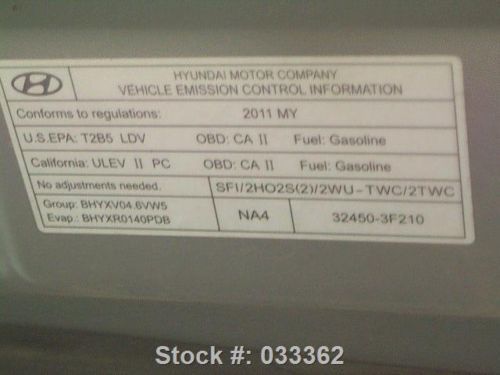 HYUNDAI MOTOR COMPANY
VEHICLE EMISSION CONTROL INFORMATION
Conforms to regulations: 2011 MY
U.S.EPA: T2B5 LDV OBD: CA II Fuel: Gasoline
California: ULEV II PC OBD: CA II Fuel: Gasoline
No adjustments needed. SFI/2HO2S(2)/2WU-TWC/2TWC
Group: BHYXV04.6VW5
Evap.: BHYXR0140PDB
NA4
32450-3F210
Stock #: 033362